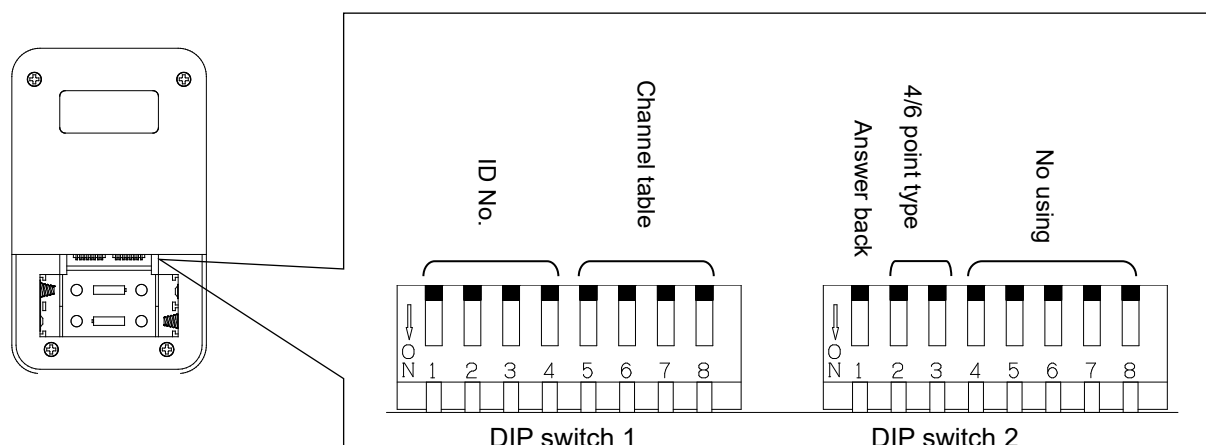 ID No.
Channel table
Answer back
4/6 point type
No using
ON 1 2 3 4 5 6 7 8
ON 1 2 3 4 5 6 7 8
DIP switch 1
DIP switch 2